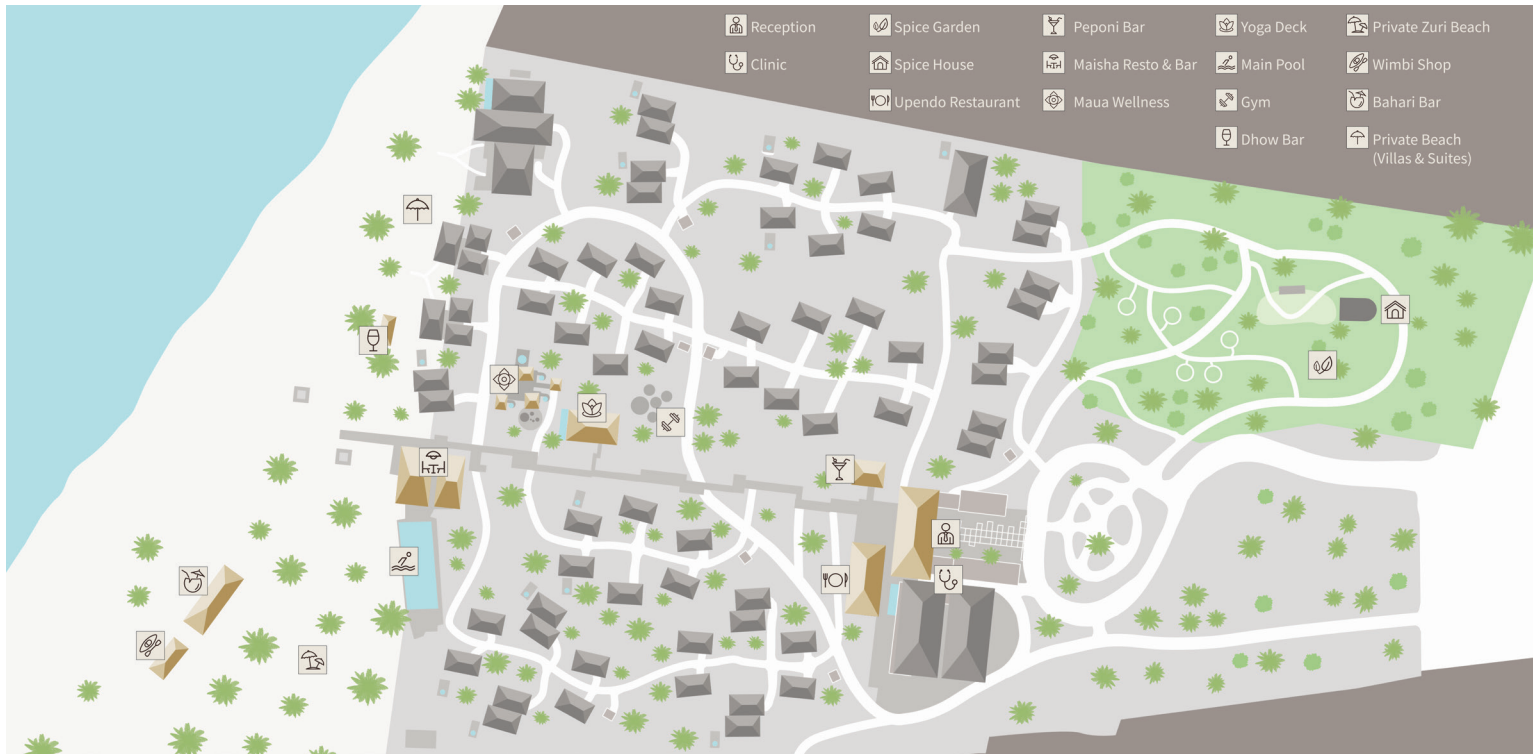 Reception
Spice Garden
Peponi Bar
Yoga Deck
Private Zuri Beach
Clinic
Spice House
Maisha Resto & Bar
Main Pool
Wimbi Shop
Upendo Restaurant
Maua Wellness
Gym
Bahari Bar
Dhow Bar
Private Beach
(Villas & Suites)